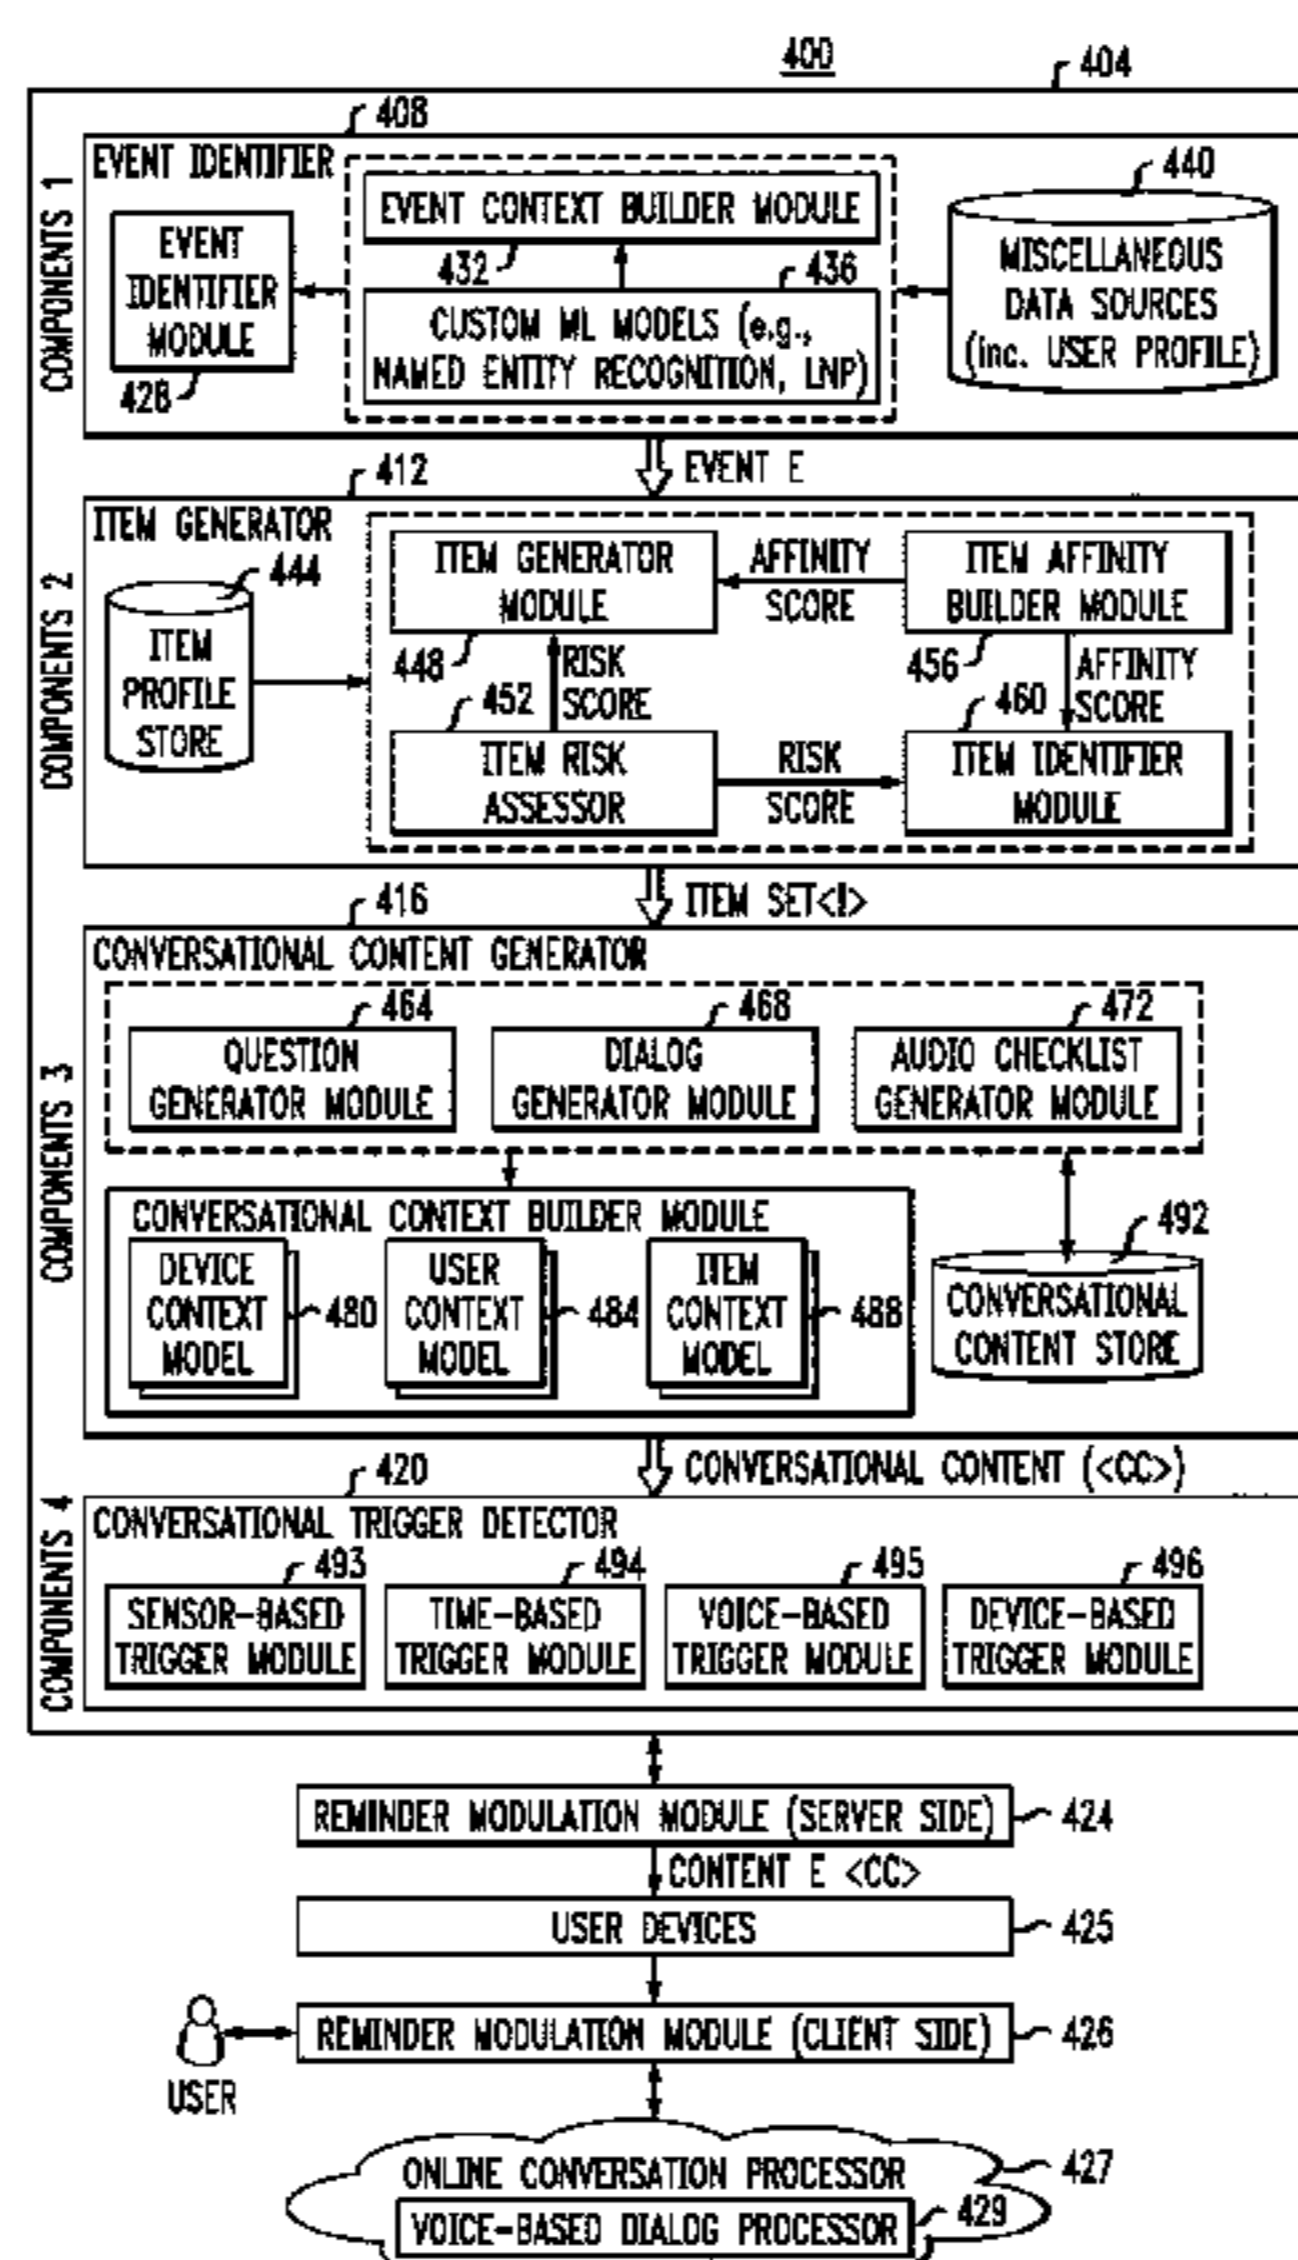 400
404
408
COMPONENTS 1
EVENT IDENTIFIER
EVENT
IDENTIFIER
MODULE
428
EVENT CONTEXT BUILDER MODULE
432
436
CUSTOM ML MODELS (e.g.,
NAMED ENTITY RECOGNITION, LNP)
440
MISCELLANEOUS
DATA SOURCES
(inc. USER PROFILE)
EVENT E
412
COMPONENTS 2
ITEM GENERATOR
444
ITEM
PROFILE
STORE
ITEM GENERATOR
MODULE
448
AFFINITY
SCORE
ITEM AFFINITY
BUILDER MODULE
456
RISK
SCORE
AFFINITY
SCORE
452
ITEM RISK
ASSESSOR
RISK
SCORE
460
ITEM IDENTIFIER
MODULE
ITEM SET<I>
416
COMPONENTS 3
CONVERSATIONAL CONTENT GENERATOR
464
QUESTION
GENERATOR MODULE
468
DIALOG
GENERATOR MODULE
472
AUDIO CHECKLIST
GENERATOR MODULE
CONVERSATIONAL CONTEXT BUILDER MODULE
DEVICE
CONTEXT
MODEL
480
USER
CONTEXT
MODEL
484
ITEM
CONTEXT
MODEL
488
492
CONVERSATIONAL
CONTENT STORE
CONVERSATIONAL CONTENT (<CC>)
420
COMPONENTS 4
CONVERSATIONAL TRIGGER DETECTOR
493
SENSOR-BASED
TRIGGER MODULE
494
TIME-BASED
TRIGGER MODULE
495
VOICE-BASED
TRIGGER MODULE
496
DEVICE-BASED
TRIGGER MODULE
REMINDER MODULATION MODULE (SERVER SIDE)
424
CONTENT E <CC>
USER DEVICES
425
REMINDER MODULATION MODULE (CLIENT SIDE)
426
USER
ONLINE CONVERSATION PROCESSOR
427
VOICE-BASED DIALOG PROCESSOR
429